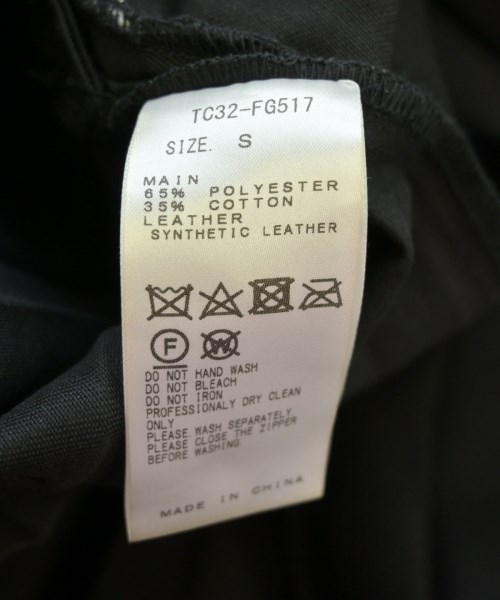 TC32-FG517
SIZE. S
MAIN
65% POLYESTER
35% COTTON
LEATHER
SYNTHETIC LEATHER
F W
DO NOT HAND WASH
DO NOT BLEACH
DO NOT IRON
PROFESSIONALY DRY CLEAN
ONLY
PLEASE WASH SEPARATELY
PLEASE CLOSE THE ZIPPER
BEFORE WASHING
MADE IN CHINA